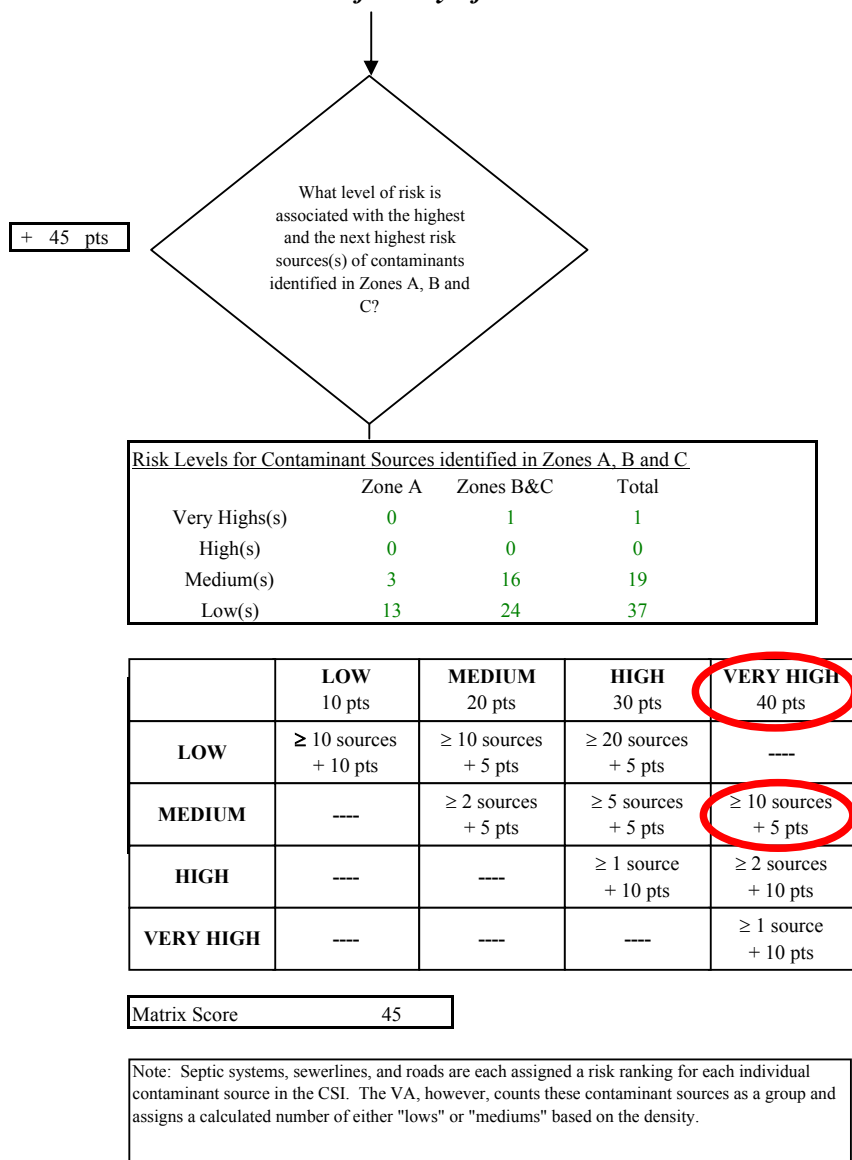 What level of risk is
associated with the highest
and the next highest risk
sources(s) of contaminants
identified in Zones A, B and
C?
+ 45 pts
Risk Levels for Contaminant Sources identified in Zones A, B and C
Zone A Zones B&C Total
Very Highs(s) 0 1 1
High(s) 0 0 0
Medium(s) 3 16 19
Low(s) 13 24 37
LOW MEDIUM HIGH VERY HIGH
10 pts 20 pts 30 pts 40 pts
LOW ≥ 10 sources ≥ 10 sources ≥ 20 sources ----
+ 10 pts + 5 pts + 5 pts
MEDIUM ---- ≥ 2 sources ≥ 5 sources ≥ 10 sources
+ 5 pts + 5 pts + 5 pts
HIGH ---- ---- ≥ 1 source ≥ 2 sources
+ 10 pts + 10 pts
VERY HIGH ---- ---- ---- ≥ 1 source
+ 10 pts
Matrix Score 45
Note: Septic systems, sewerlines, and roads are each assigned a risk ranking for each individual
contaminant source in the CSI. The VA, however, counts these contaminant sources as a group and
assigns a calculated number of either "lows" or "mediums" based on the density.